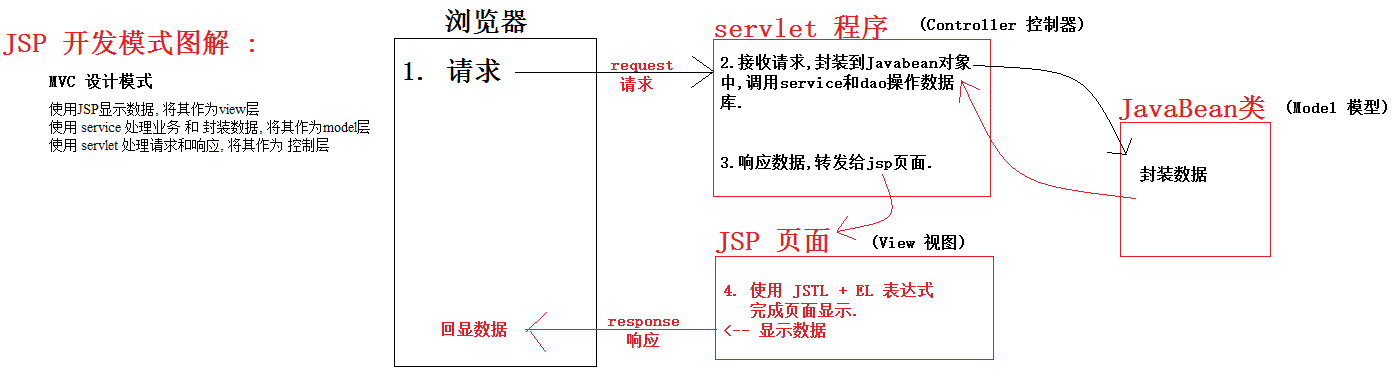 JSP 开发模式图解 :
MVC 设计模式
使用JSP显示数据, 将其作为view层
使用 service 处理业务 和 封装数据, 将其作为model层
使用 servlet 处理请求和响应, 将其作为 控制层
浏览器
1. 请求
request
请求
servlet 程序 (Controller 控制器)
2.接收请求,封装到Javabean对象
中,调用service和dao操作数据
库.
3.响应数据,转发给jsp页面.
JavaBean类 (Model 模型)
封装数据
JSP 页面 (View 视图)
4. 使用 JSTL + EL 表达式
完成页面显示.
<-- 显示数据
response
响应
回显数据